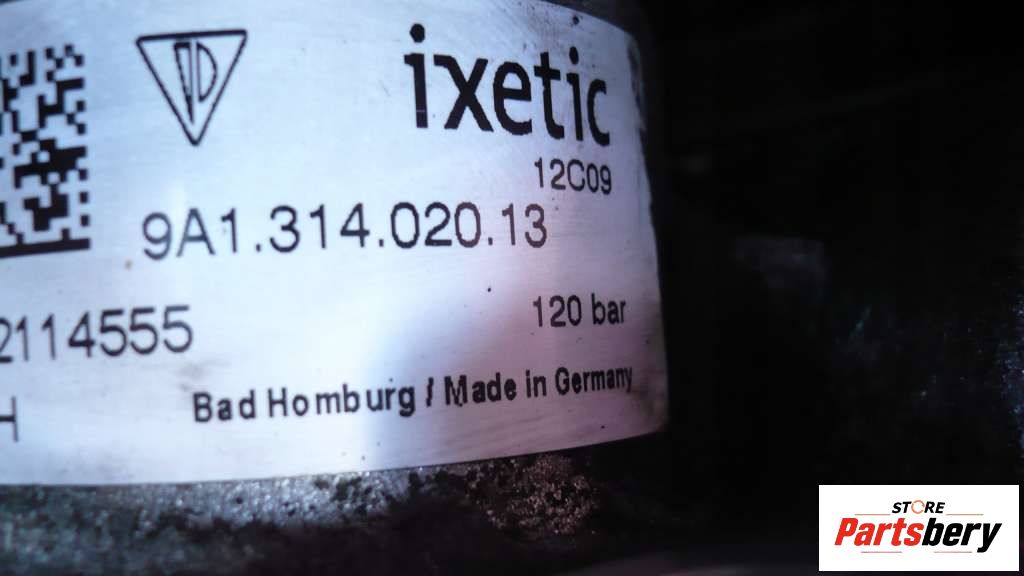 ixetic
12C09
9A1.314.020.13
2114555
120 bar
H
Bad Homburg / Made in Germany
STORE
Partsbery